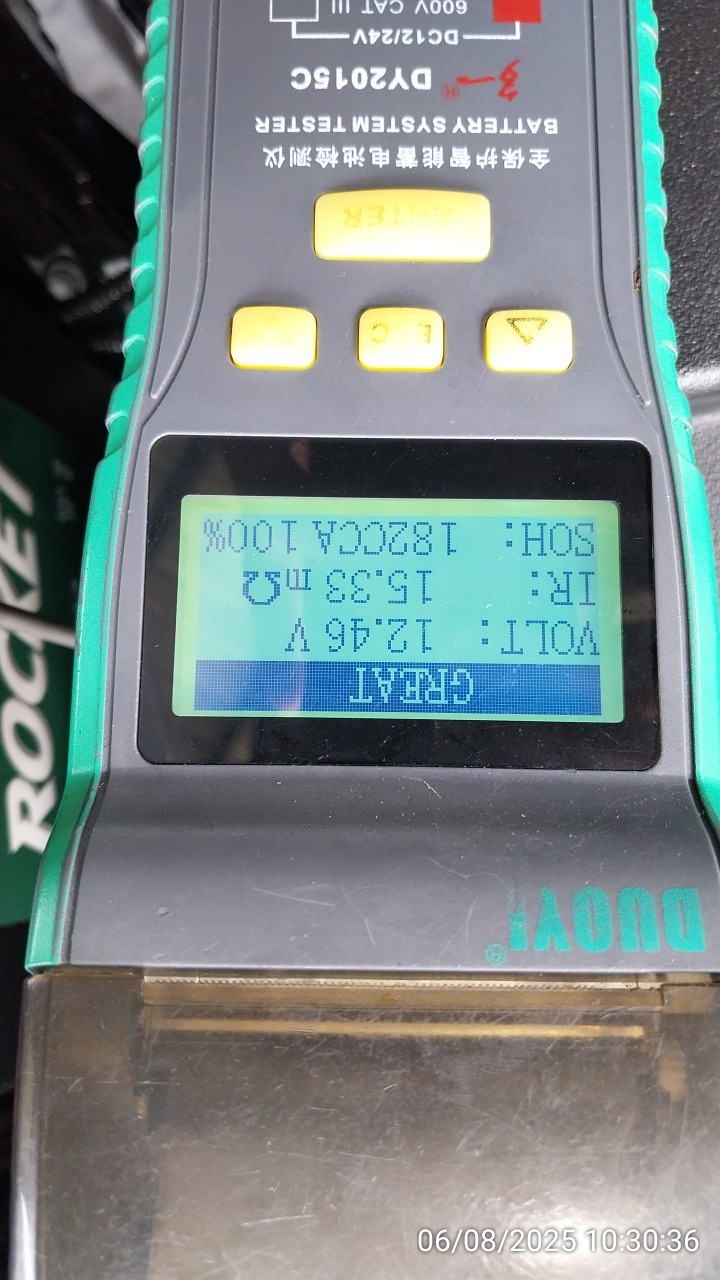 DUOYI®
GREAT
VOLT: 12.46 V
IR: 15.33 mΩ
SOH: 182CCA 100%
E.C
ENTER
全保护智能蓄电池检测仪
BATTERY SYSTEM TESTER
多一® DY2015C
DC12/24V
600V CAT III
ROCKET
06/08/2025 10:30:36